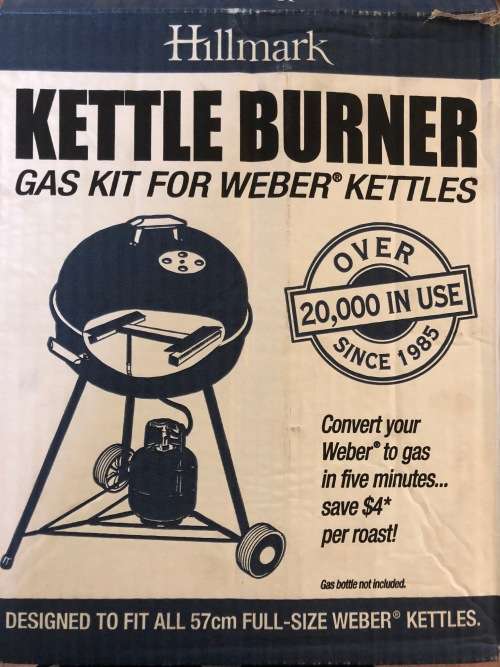 Hillmark
KETTLE BURNER
GAS KIT FOR WEBER® KETTLES
OVER
20,000 IN USE
SINCE 1985
Convert your
Weber® to gas
in five minutes...
save $4*
per roast!
Gas bottle not included.
DESIGNED TO FIT ALL 57cm FULL-SIZE WEBER® KETTLES.